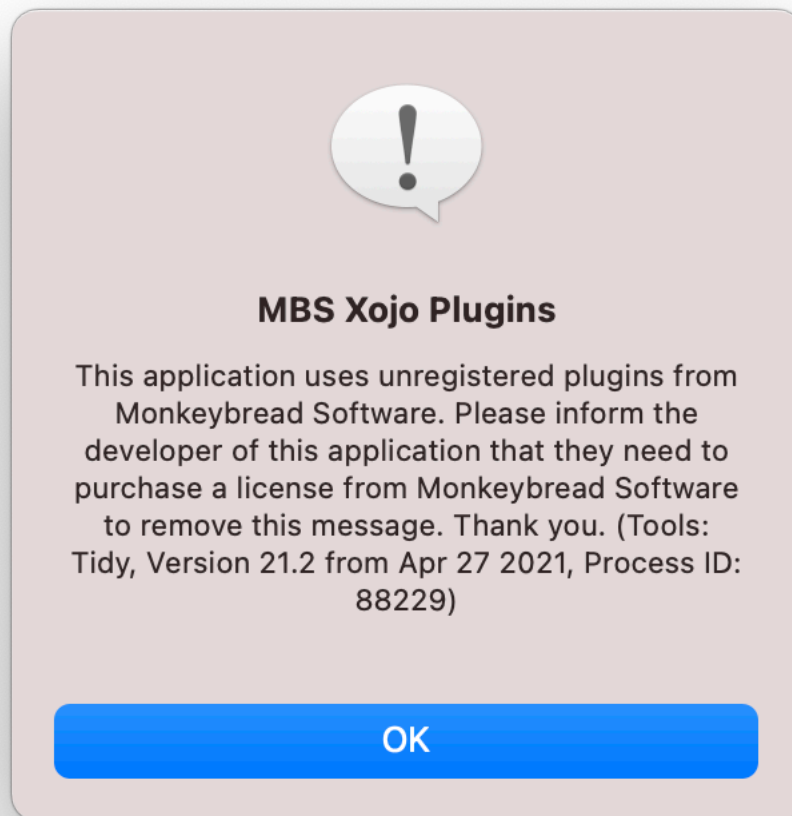 MBS Xojo Plugins
This application uses unregistered plugins from
Monkeybread Software. Please inform the
developer of this application that they need to
purchase a license from Monkeybread Software
to remove this message. Thank you. (Tools:
Tidy, Version 21.2 from Apr 27 2021, Process ID:
88229)
OK